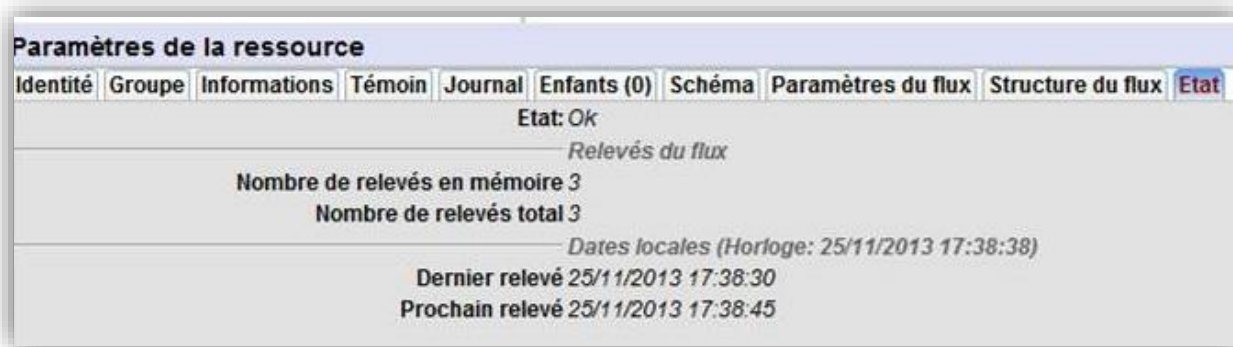 Paramètres de la ressource
Identité Groupe Informations Témoin Journal Enfants (0) Schéma Paramètres du flux Structure du flux Etat
Etat: Ok
Relevés du flux
Nombre de relevés en mémoire 3
Nombre de relevés total 3
Dates locales (Horloge: 25/11/2013 17:38:38)
Dernier relevé 25/11/2013 17:38:30
Prochain relevé 25/11/2013 17:38:45